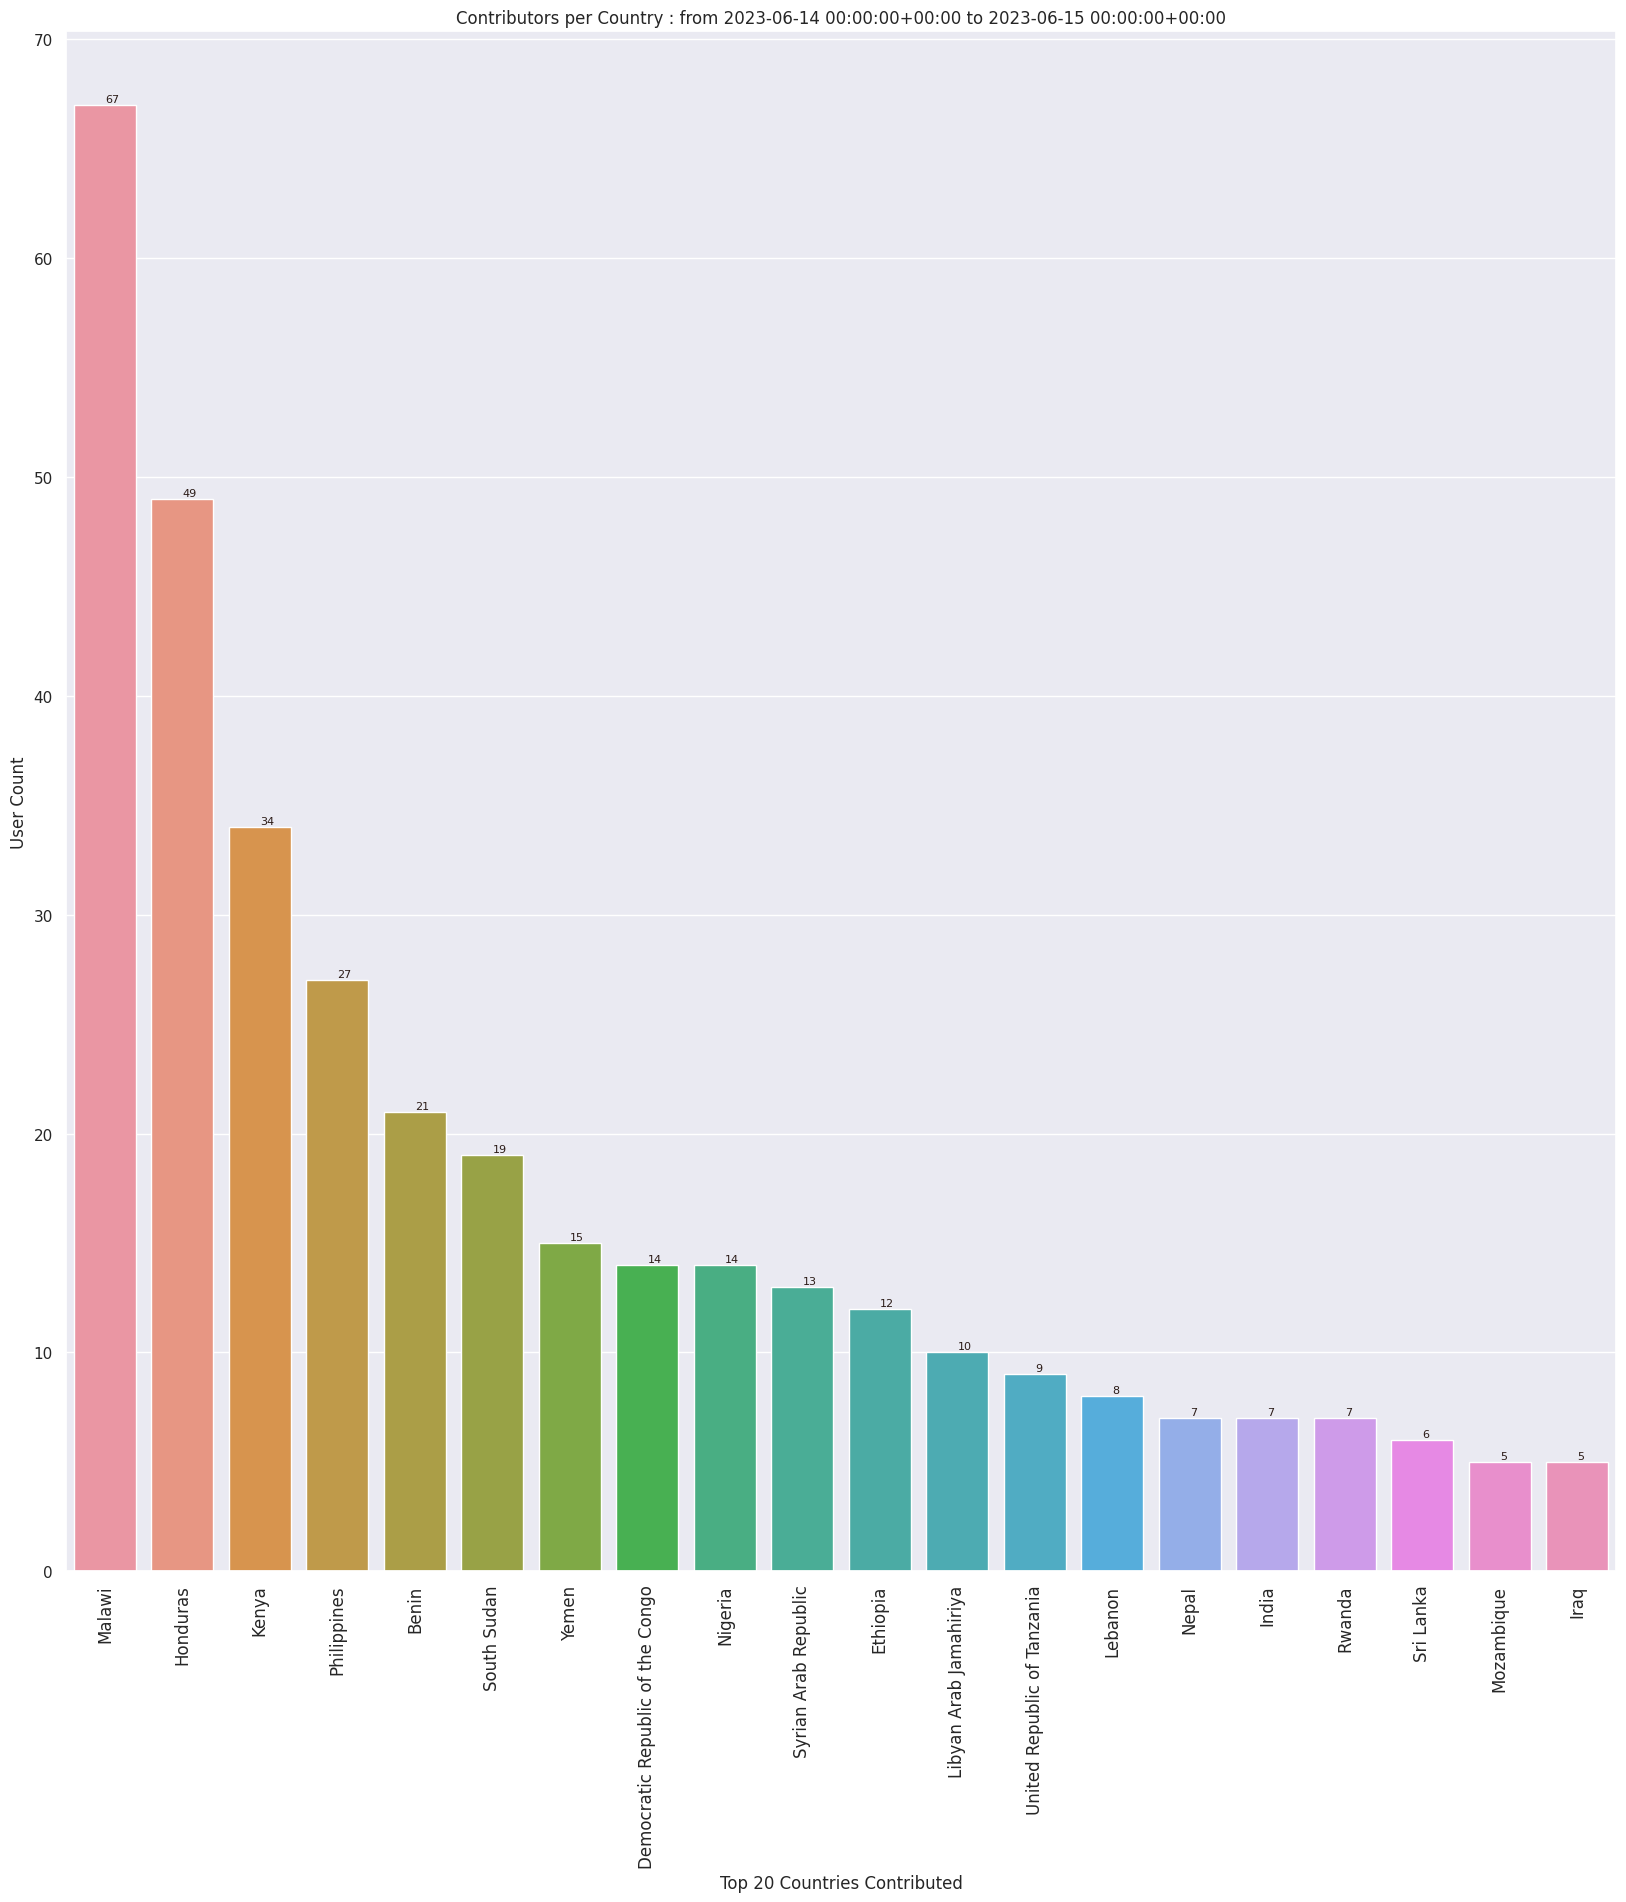 Contributors per Country : from 2023-06-14 00:00:00+00:00 to 2023-06-15 00:00:00+00:00
User Count
70
60
50
40
30
20
10
0
67
49
34
27
21
19
15
14
14
13
12
10
9
8
7
7
7
6
5
5
Malawi
Honduras
Kenya
Philippines
Benin
South Sudan
Yemen
Democratic Republic of the Congo
Nigeria
Syrian Arab Republic
Ethiopia
Libyan Arab Jamahiriya
United Republic of Tanzania
Lebanon
Nepal
India
Rwanda
Sri Lanka
Mozambique
Iraq
Top 20 Countries Contributed